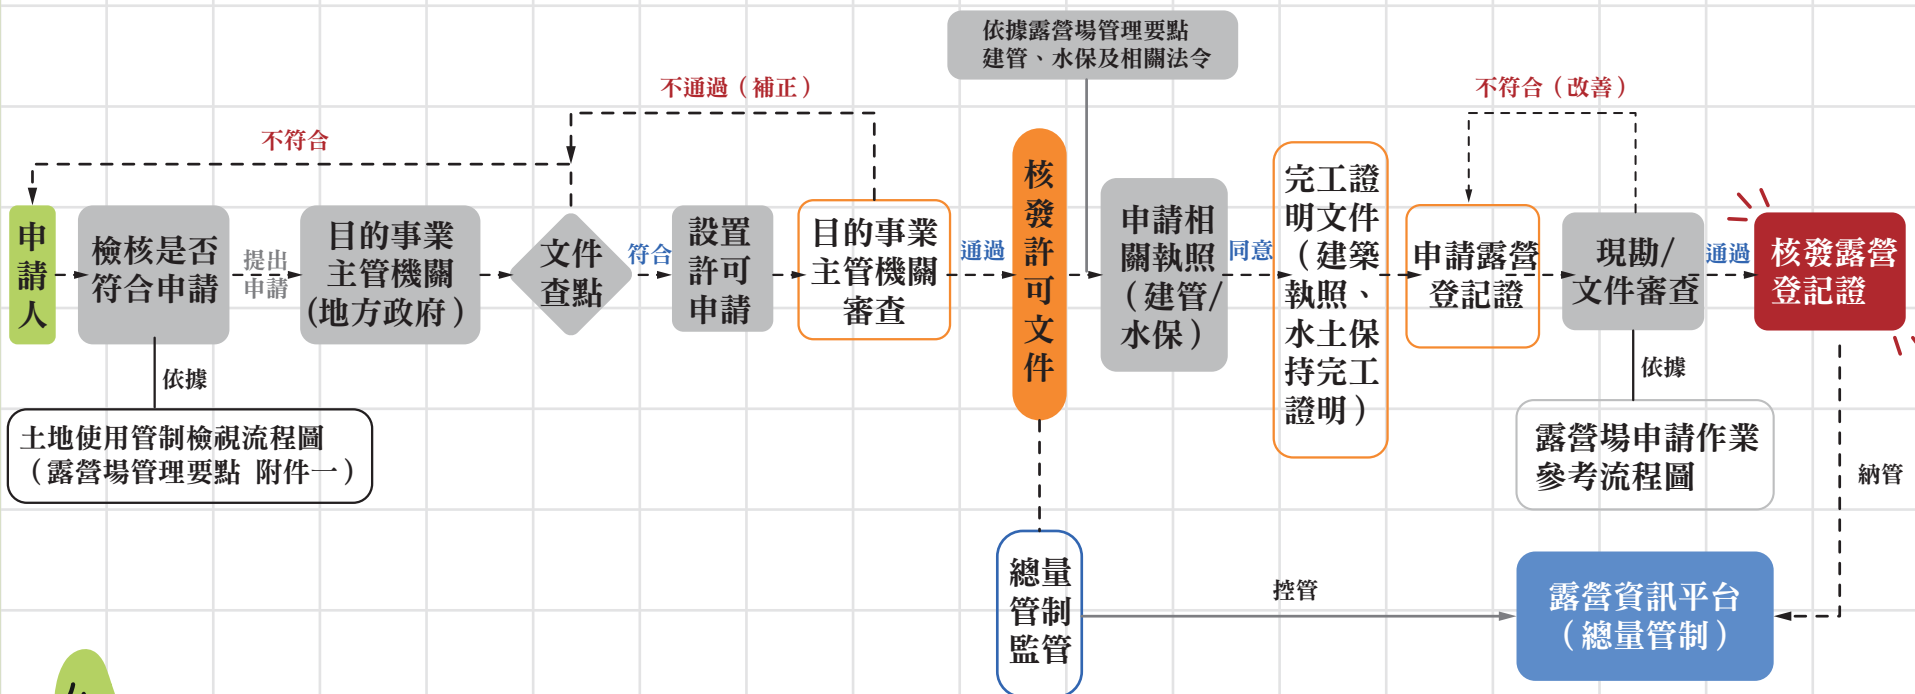 依據露營場管理要點
建管、水保及相關法令
不通過（補正）
不符合（改善）
不符合
申請人
檢核是否
符合申請
提出
申請
目的事業
主管機關
(地方政府）
文件
查點
符合
設置
許可
申請
目的事業
主管機關
審查
通過
核發許可文件
申請相
關執照
（建管/
水保）
同意
完工證
明文件
（建築
執照、
水土保
持完工
證明）
申請露營
登記證
現勘/
文件審查
通過
核發露營
登記證
依據
土地使用管制檢視流程圖
（露營場管理要點 附件一）
依據
露營場申請作業
參考流程圖
納管
總量
管制
監管
控管
露營資訊平台
（總量管制）